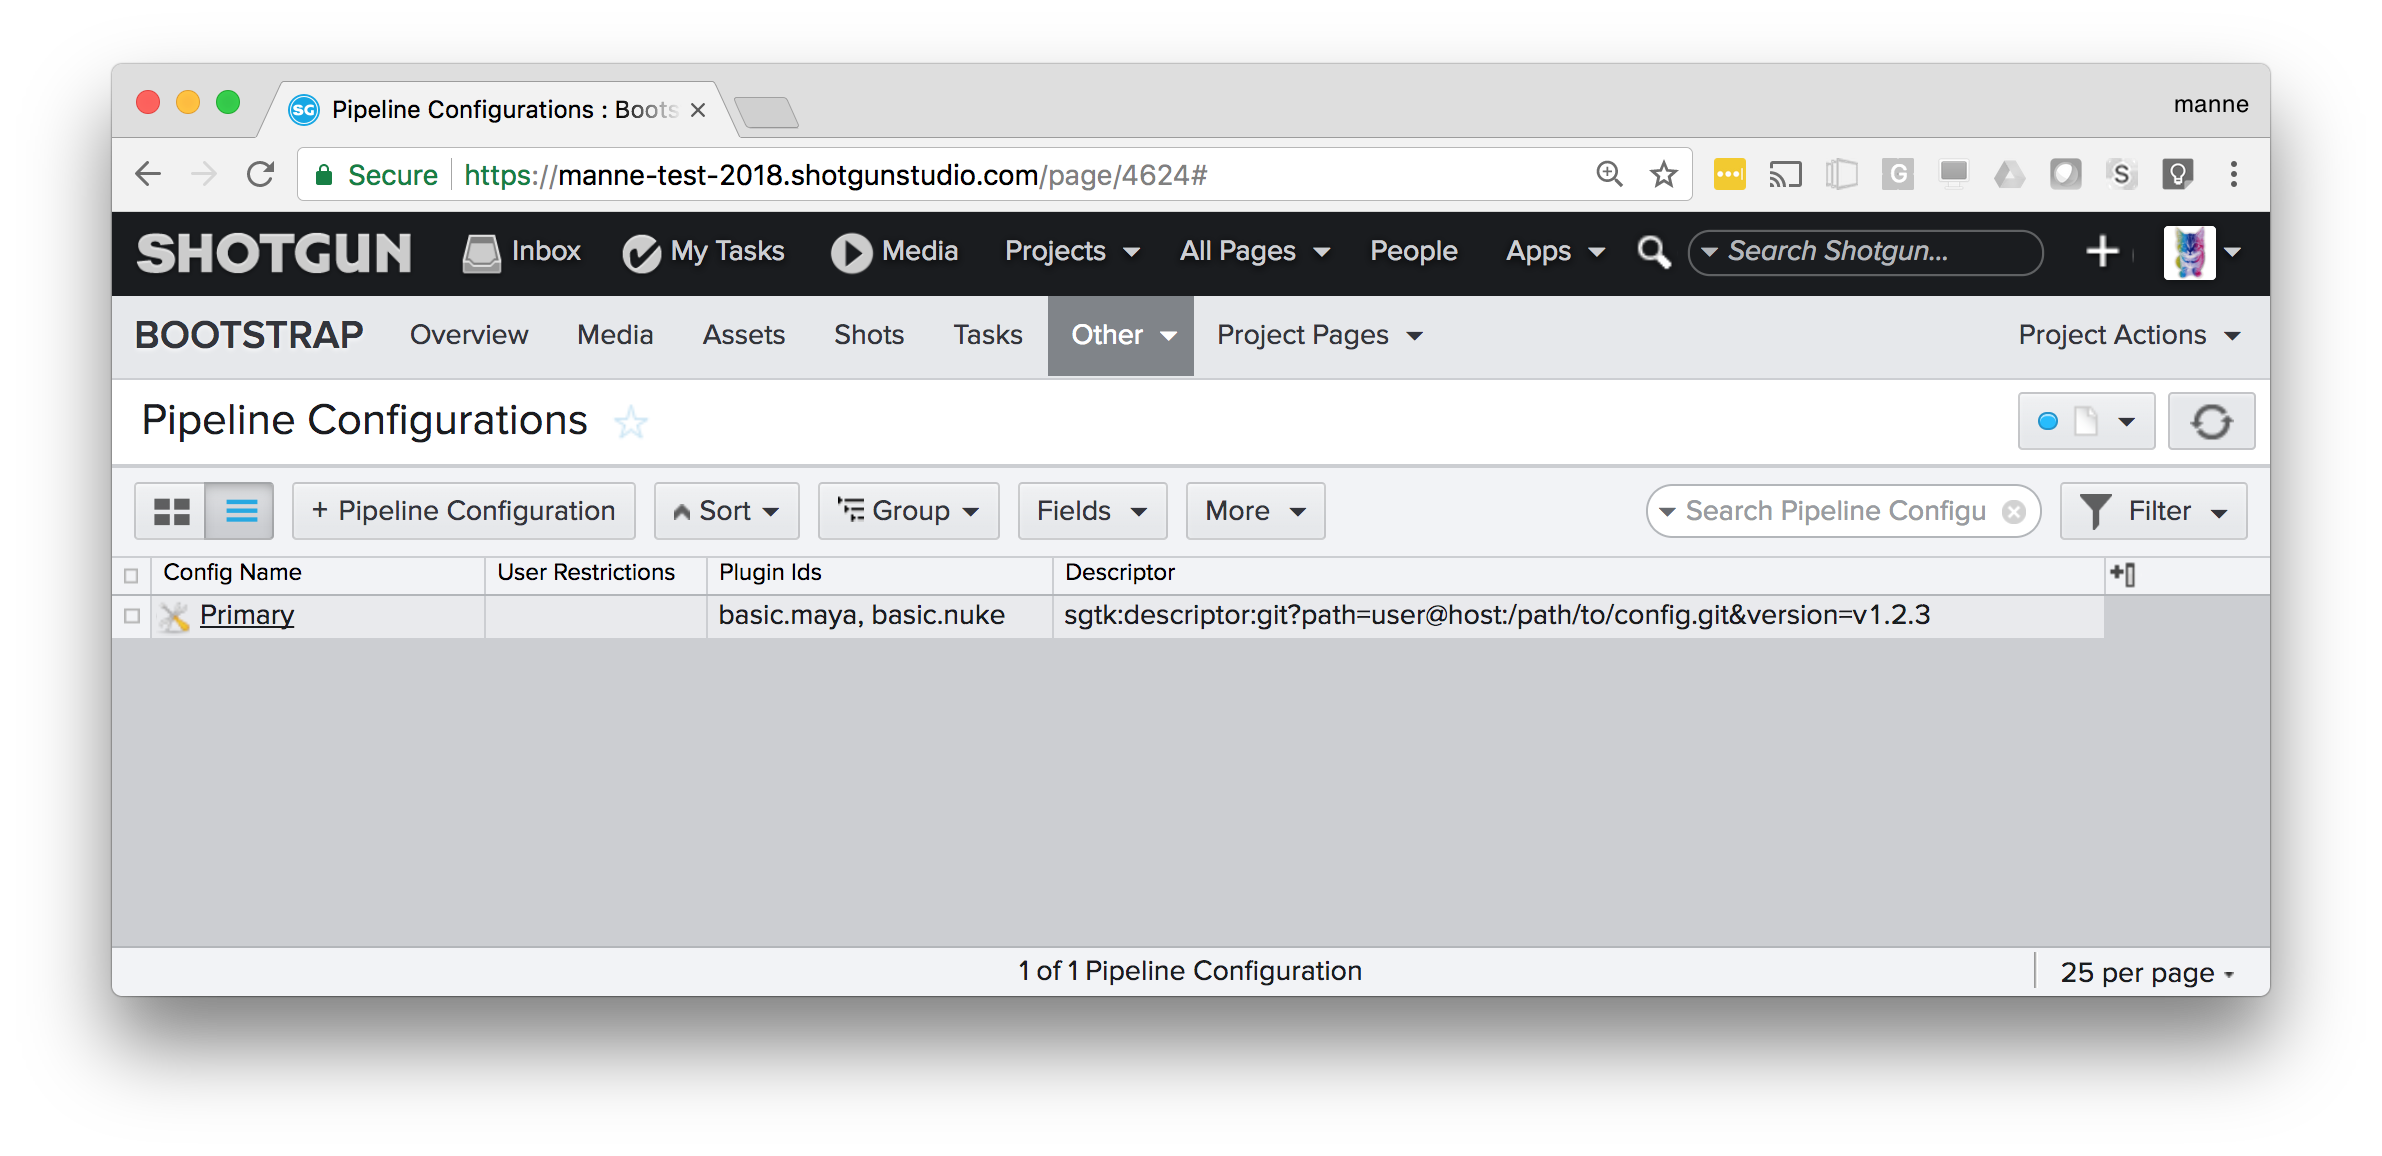 SG Pipeline Configurations : Boots
manne
Secure https://manne-test-2018.shotgunstudio.com/page/4624#
G S
SHOTGUN Inbox My Tasks Media Projects All Pages People Apps Search Shotgun... +
BOOTSTRAP Overview Media Assets Shots Tasks Other Project Pages Project Actions
Pipeline Configurations
+ Pipeline Configuration Sort Group Fields More Search Pipeline Configu Filter
Config Name User Restrictions Plugin Ids Descriptor
Primary basic.maya, basic.nuke sgtk:descriptor:git?path=user@host:/path/to/config.git&version=v1.2.3
1 of 1 Pipeline Configuration 25 per page